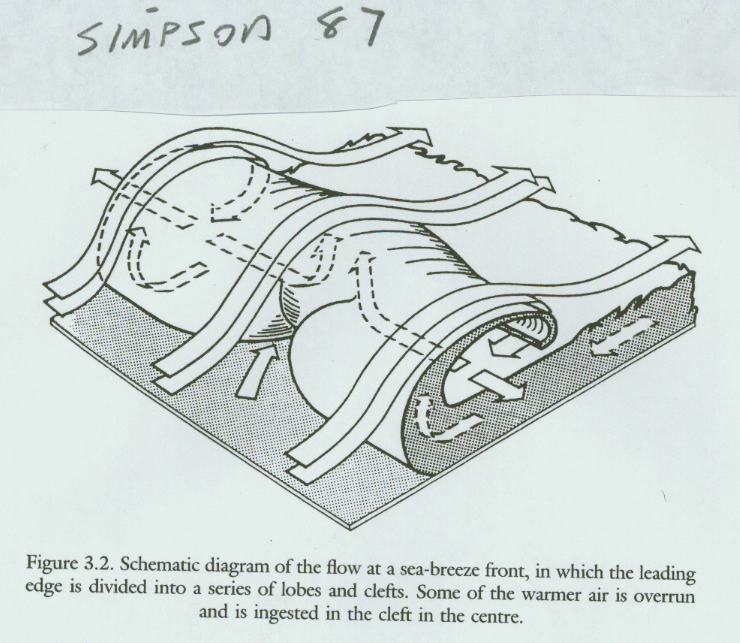 SIMPSON 87
Figure 3.2. Schematic diagram of the flow at a sea-breeze front, in which the leading
edge is divided into a series of lobes and clefts. Some of the warmer air is overrun
and is ingested in the cleft in the centre.